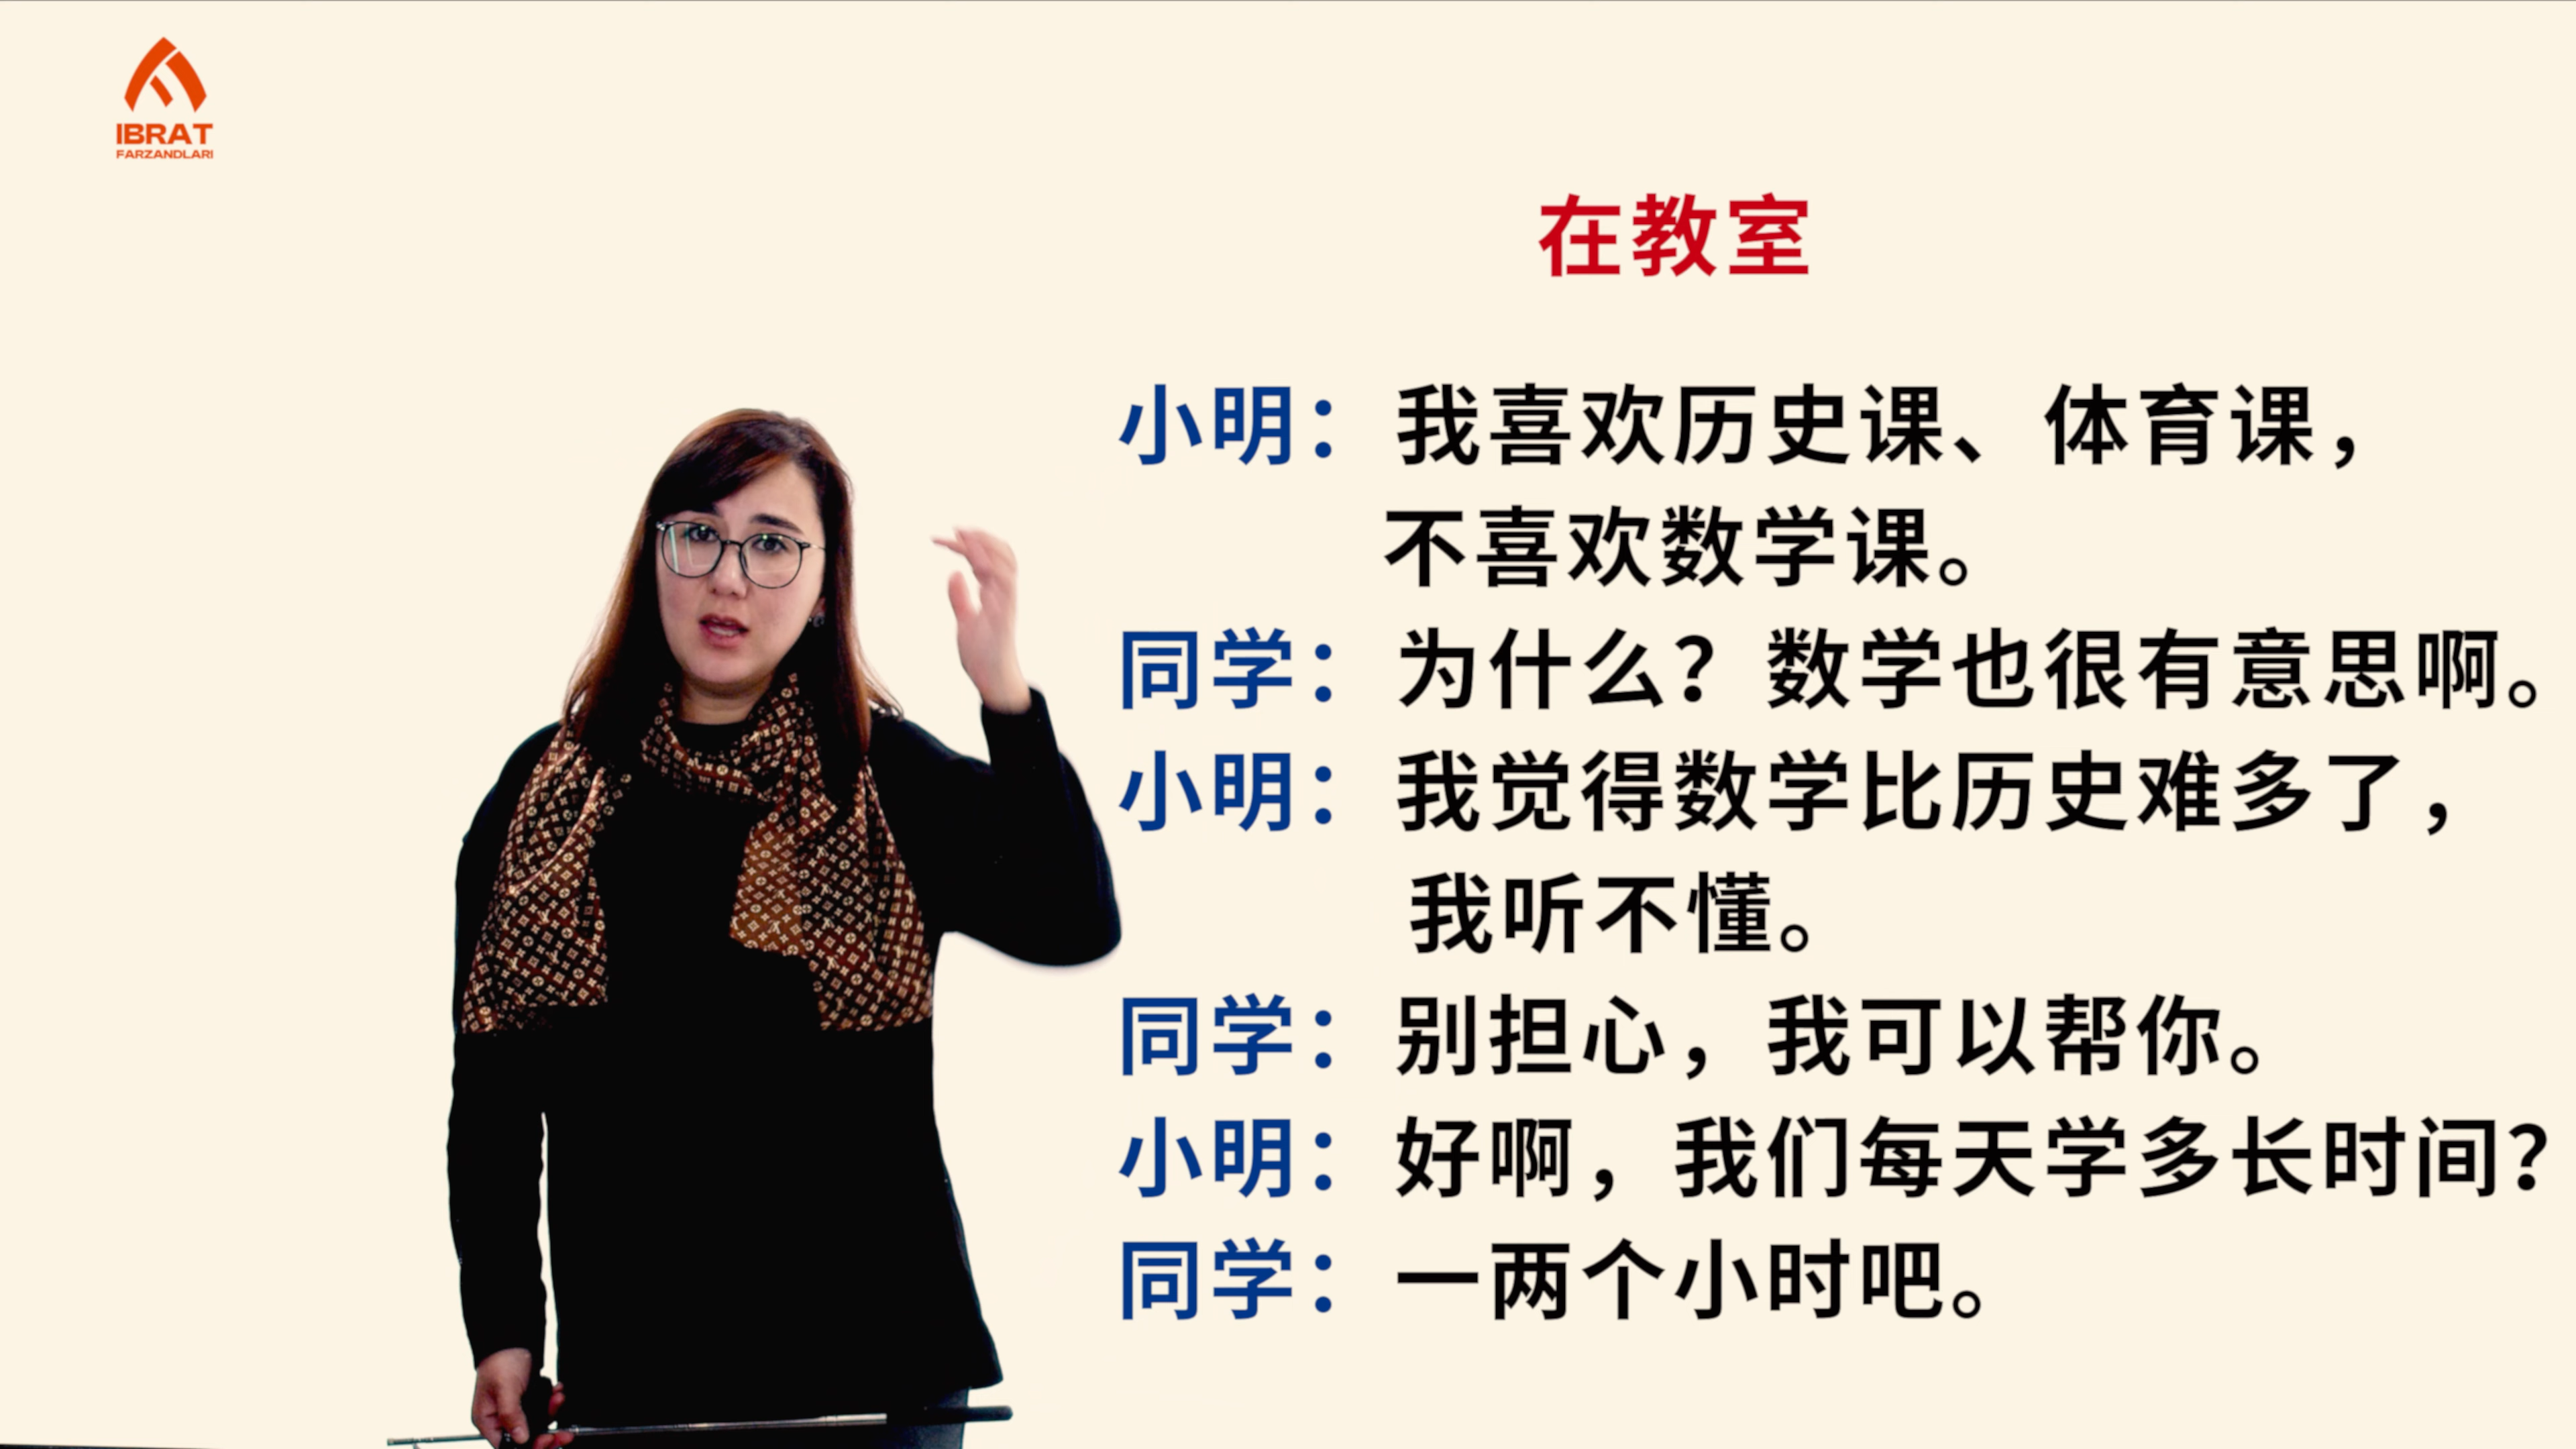 IBRAT
FARZANDLARI
在教室
小明：我喜欢历史课、体育课，
不喜欢数学课。
同学：为什么？数学也很有意思啊。
小明：我觉得数学比历史难多了，
我听不懂。
同学：别担心，我可以帮你。
小明：好啊，我们每天学多长时间？
同学：一两个小时吧。